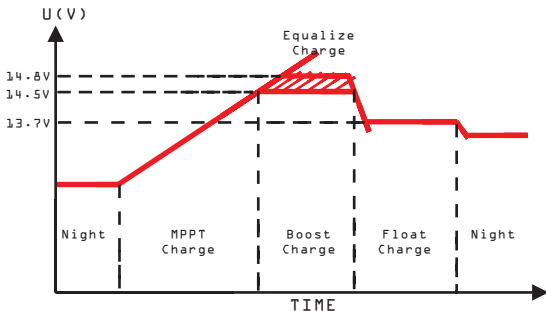 U(V)
Equalize
Charge
14.8V
14.5V
13.7V
Night
MPPT
Charge
Boost
Charge
Float
Charge
Night
TIME